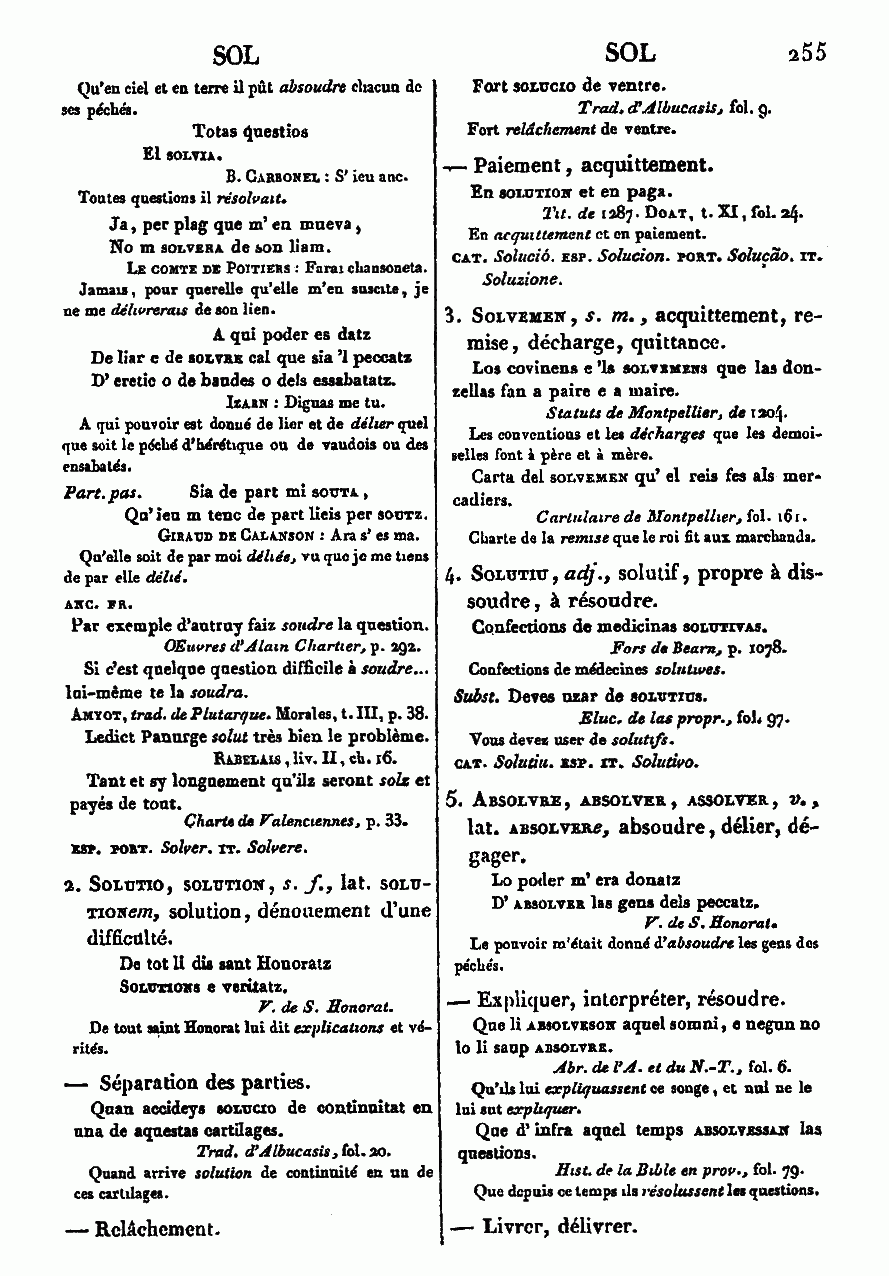 SOL
SOL 255
Qu'en ciel et en terre il pût absoudre chacun de
ses péchés.
Totas questios
El SOLVIA.
B. CARBONEL : S' ieu anc.
Toutes questions il résolvait.
Ja, per plag que m' en mueva,
No m SOLVERA de son liam.
LE COMTE DE POITIERS : Farai chansoneta.
Jamais, pour querelle qu'elle m'en suscite, je
ne me délivrerais de son lien.
A qui poder es datz
De liar e de SOLVRE cal que sia 'l peccatz
D' eretic o de baudes o dels essabatatz.
IZARN : Diguas me tu.
A qui pouvoir est donué de lier et de délier quel
que soit le péché d'hérétique ou de vaudois ou des
ensabatés.
Part. pas. Sia de part mi SOUTA,
Qu' ieu m tenc de part lieis per SOUTZ.
GIRAUD DE CALANSON : Ara s' es ma.
Qu'elle soit de par moi déliée, vu que je me tiens
de par elle délié.
ANC. FR.
Par exemple d'autruy faiz soudre la question.
OEuvres d'Alain Chartier, p. 292.
Si c'est quelque question difficile à soudre...
lui-même te la soudra.
AMYOT, trad. de Plutarque. Morales, t. III, p. 38.
Ledict Panurge solut très bien le problème.
RABELAIS, liv. II, ch. 16.
Tant et sy longuement qu'ilz seront sols et
payés de tout.
Charte de Valenciennes, p. 33.
ESP. PORT. Solver. IT. Solvere.
2. SOLUTIO, SOLUTION, s. f., lat. SOLU-
TIONem, solution, dénouement d'une
difficulté.
De tot li dis sant Honoratz
SOLUTIONS e veritatz.
V. de S. Honorat.
De tout saint Honorat lui dit explications et vé-
rités.
— Séparation des parties.
Quan accideys SOLUCIO de continuitat en
una de aquestas cartilages.
Trad. d'Albucasis, fol. 20.
Quand arrive solution de continuité en un de
ces cartilages.
— Relâchement.
Fort SOLUCIO de ventre.
Trad. d'Albucasis, fol. 9.
Fort relâchement de ventre.
— Paiement, acquittement.
En SOLUTION et en paga.
Tit. de 1287. DOAT, t. XI, fol. 24.
En acquittement et en paiement.
CAT. Solució. ESP. Solucion. PORT. Solução. IT.
Soluzione.
3. SOLVEMEN, s. m., acquittement, re-
mise, décharge, quittance.
Los covinens e 'ls SOLVEMENS que las don-
zellas fan a paire e a maire.
Statuts de Montpellier, de 1204.
Les conventions et les décharges que les demoi-
selles font à père et à mère.
Carta del SOLVEMEN qu' el reis fes als mer-
cadiers.
Cartulaire de Montpellier, fol. 161.
Charte de la remise que le roi fit aux marchands.
4. SOLUTIU, adj., solutif, propre à dis-
soudre, à résoudre.
Confections de medicinas SOLUTIVAS.
Fors de Bearn, p. 1078.
Confections de médecines solutives.
Subst. Deves uzar de SOLUTIUS.
Eluc. de las propr., fol. 97.
Vous devez user de solutifs.
CAT. Solutiu. ESP. IT. Solutivo.
5. ABSOLVRE, ABSOLVER, ASSOLVER, v.,
lat. ABSOLVERe, absoudre, délier, dé-
gager.
Lo poder m' era donatz
D' ABSOLVER las gens dels peccatz.
V. de S. Honorat.
Le pouvoir m'était donné d'absoudre les gens des
péchés.
— Expliquer, interpréter, résoudre.
Que li ABSOLVESON aquel somni, e negun no
lo li saup ABSOLVRE.
Abr. de l'A. et du N.-T., fol. 6.
Qu'ils lui expliquassent ce songe, et nul ne le
lui sut expliquer.
Que d' infra aquel temps ABSOLVESSAN las
questions.
Hist. de la Bible en prov., fol. 79.
Que depuis ce temps ils résolussent les questions.
— Livrer, délivrer.